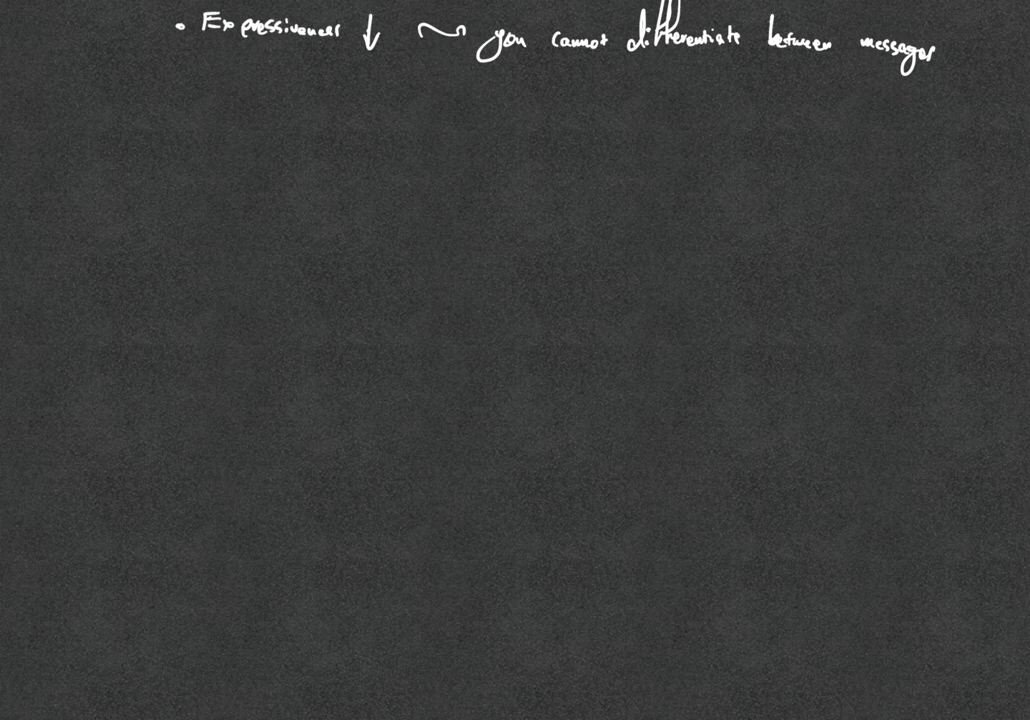 • Expressiveness ↓ ~ you cannot differentiate between messages